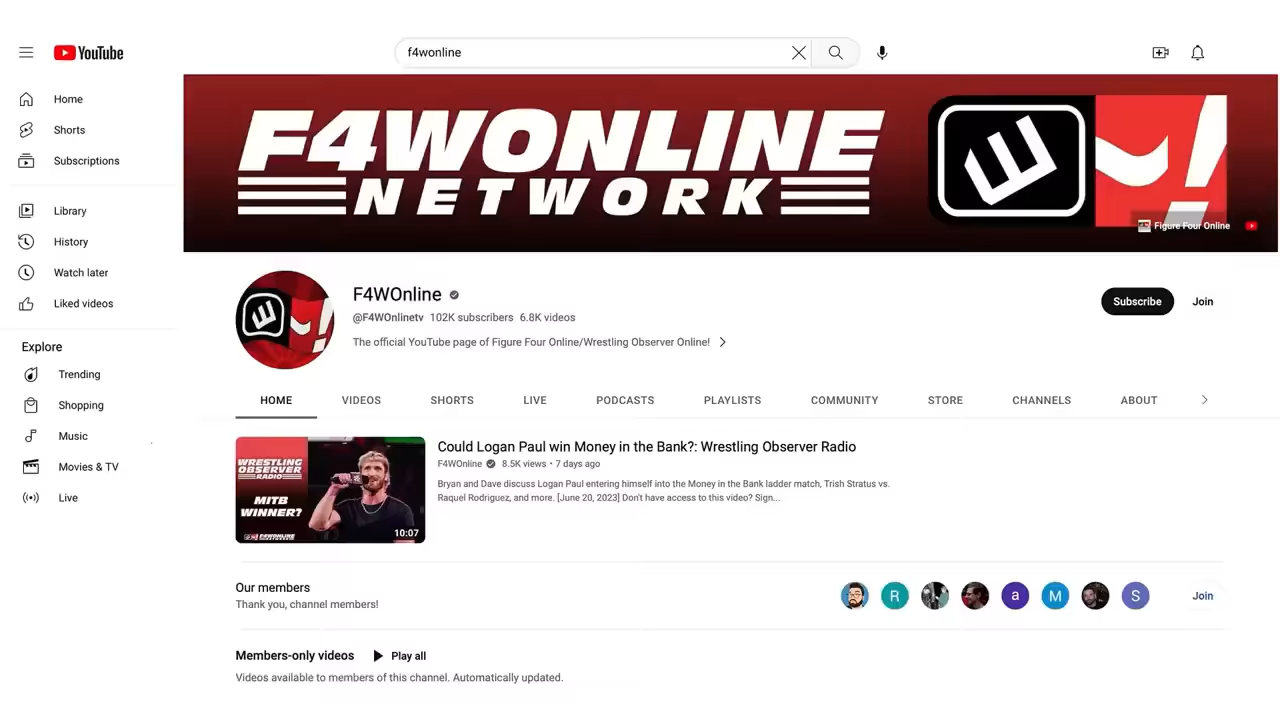 YouTube
f4wonline
Home
Shorts
Subscriptions
Library
History
Watch later
Liked videos
Explore
Trending
Shopping
Music
Movies & TV
Live
F4WONLINE
NETWORK
Figure Four Online
F4WOnline
@F4WOnlinetv 102K subscribers 6.8K videos
The official YouTube page of Figure Four Online/Wrestling Observer Online!
Subscribe
Join
HOME VIDEOS SHORTS LIVE PODCASTS PLAYLISTS COMMUNITY STORE CHANNELS ABOUT
WRESTLING
OBSERVER
RADIO
MITB
WINNER?
F4WONLINE
10:07
Could Logan Paul win Money in the Bank?: Wrestling Observer Radio
F4WOnline 8.5K views • 7 days ago
Bryan and Dave discuss Logan Paul entering himself into the Money in the Bank ladder match, Trish Stratus vs.
Raquel Rodriguez, and more. [June 20, 2023] Don't have access to this video? Sign...
Our members
Thank you, channel members!
R a M S
Join
Members-only videos Play all
Videos available to members of this channel. Automatically updated.